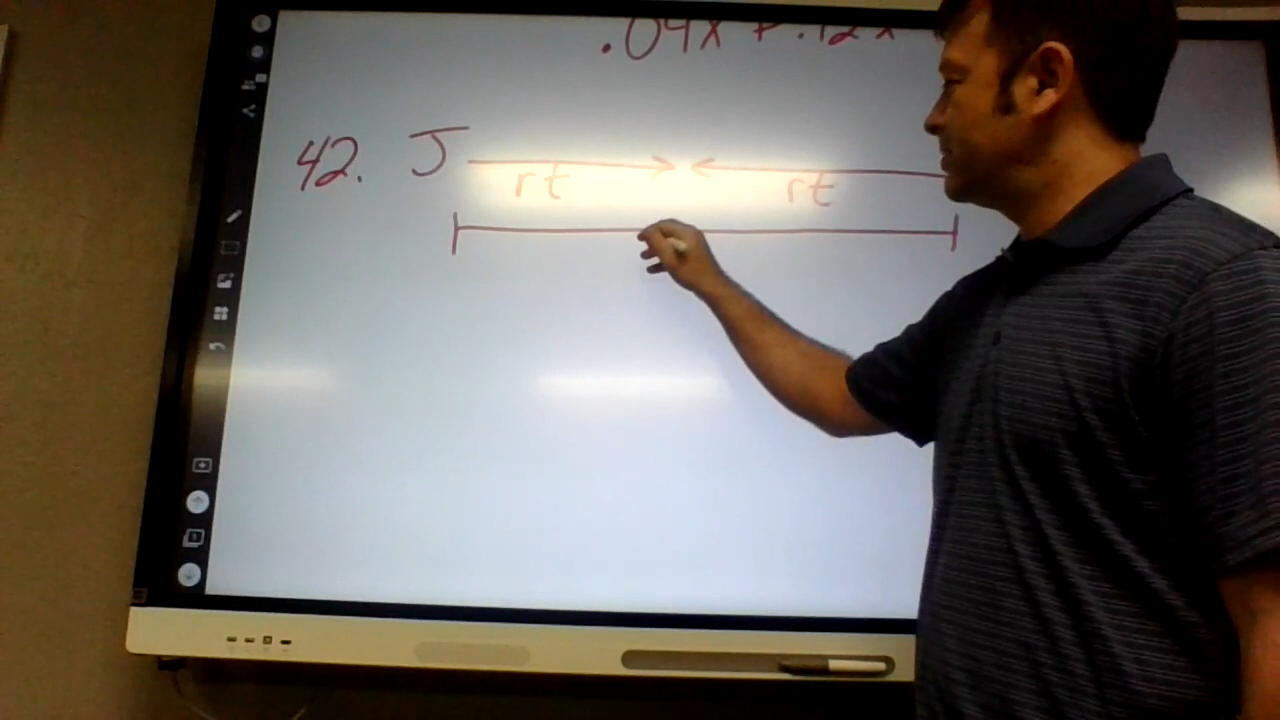 .04x + .12x
42. J
rt rt